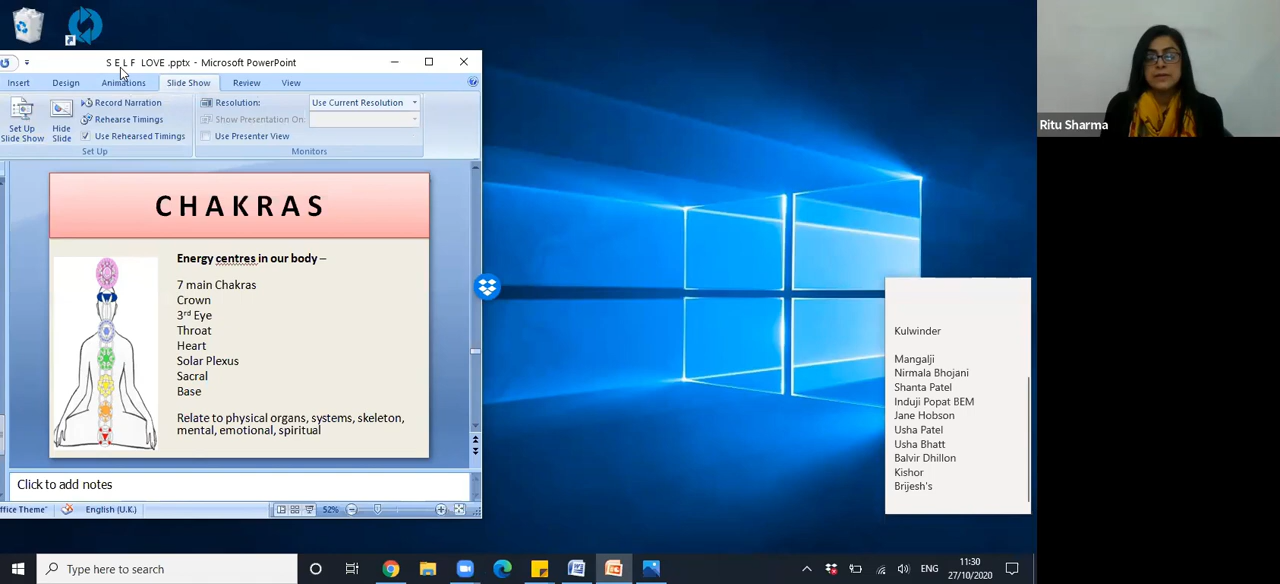 S E L F LOVE .pptx - Microsoft PowerPoint
Insert Design Animations Slide Show Review View
Set Up
Slide Show
Hide
Slide
Record Narration
Rehearse Timings
Use Rehearsed Timings
Set Up
Resolution: Use Current Resolution
Show Presentation On:
Use Presenter View
Monitors
C H A K R A S
Energy centres in our body –
7 main Chakras
Crown
3rd Eye
Throat
Heart
Solar Plexus
Sacral
Base
Relate to physical organs, systems, skeleton,
mental, emotional, spiritual
Click to add notes
ffice Theme" English (U.K.) 52%
Kulwinder
Mangalji
Nirmala Bhojani
Shanta Patel
Induji Popat BEM
Jane Hobson
Usha Patel
Usha Bhatt
Balvir Dhillon
Kishor
Brijesh's
Ritu Sharma
Type here to search
ENG
11:30
27/10/2020